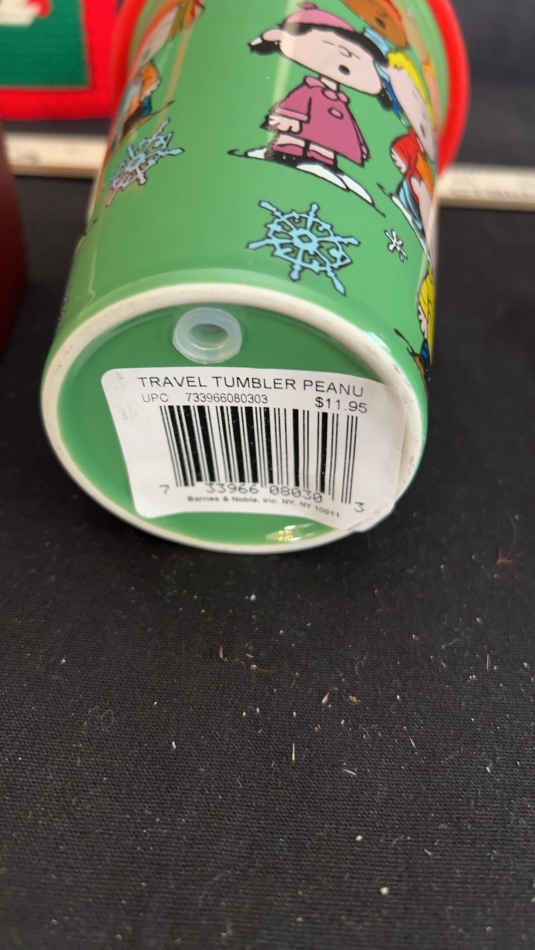 TRAVEL TUMBLER PEANU
UPC 733966080303 $11.95
7 33966 08030 3
Barnes & Noble, Inc. NY, NY 10011